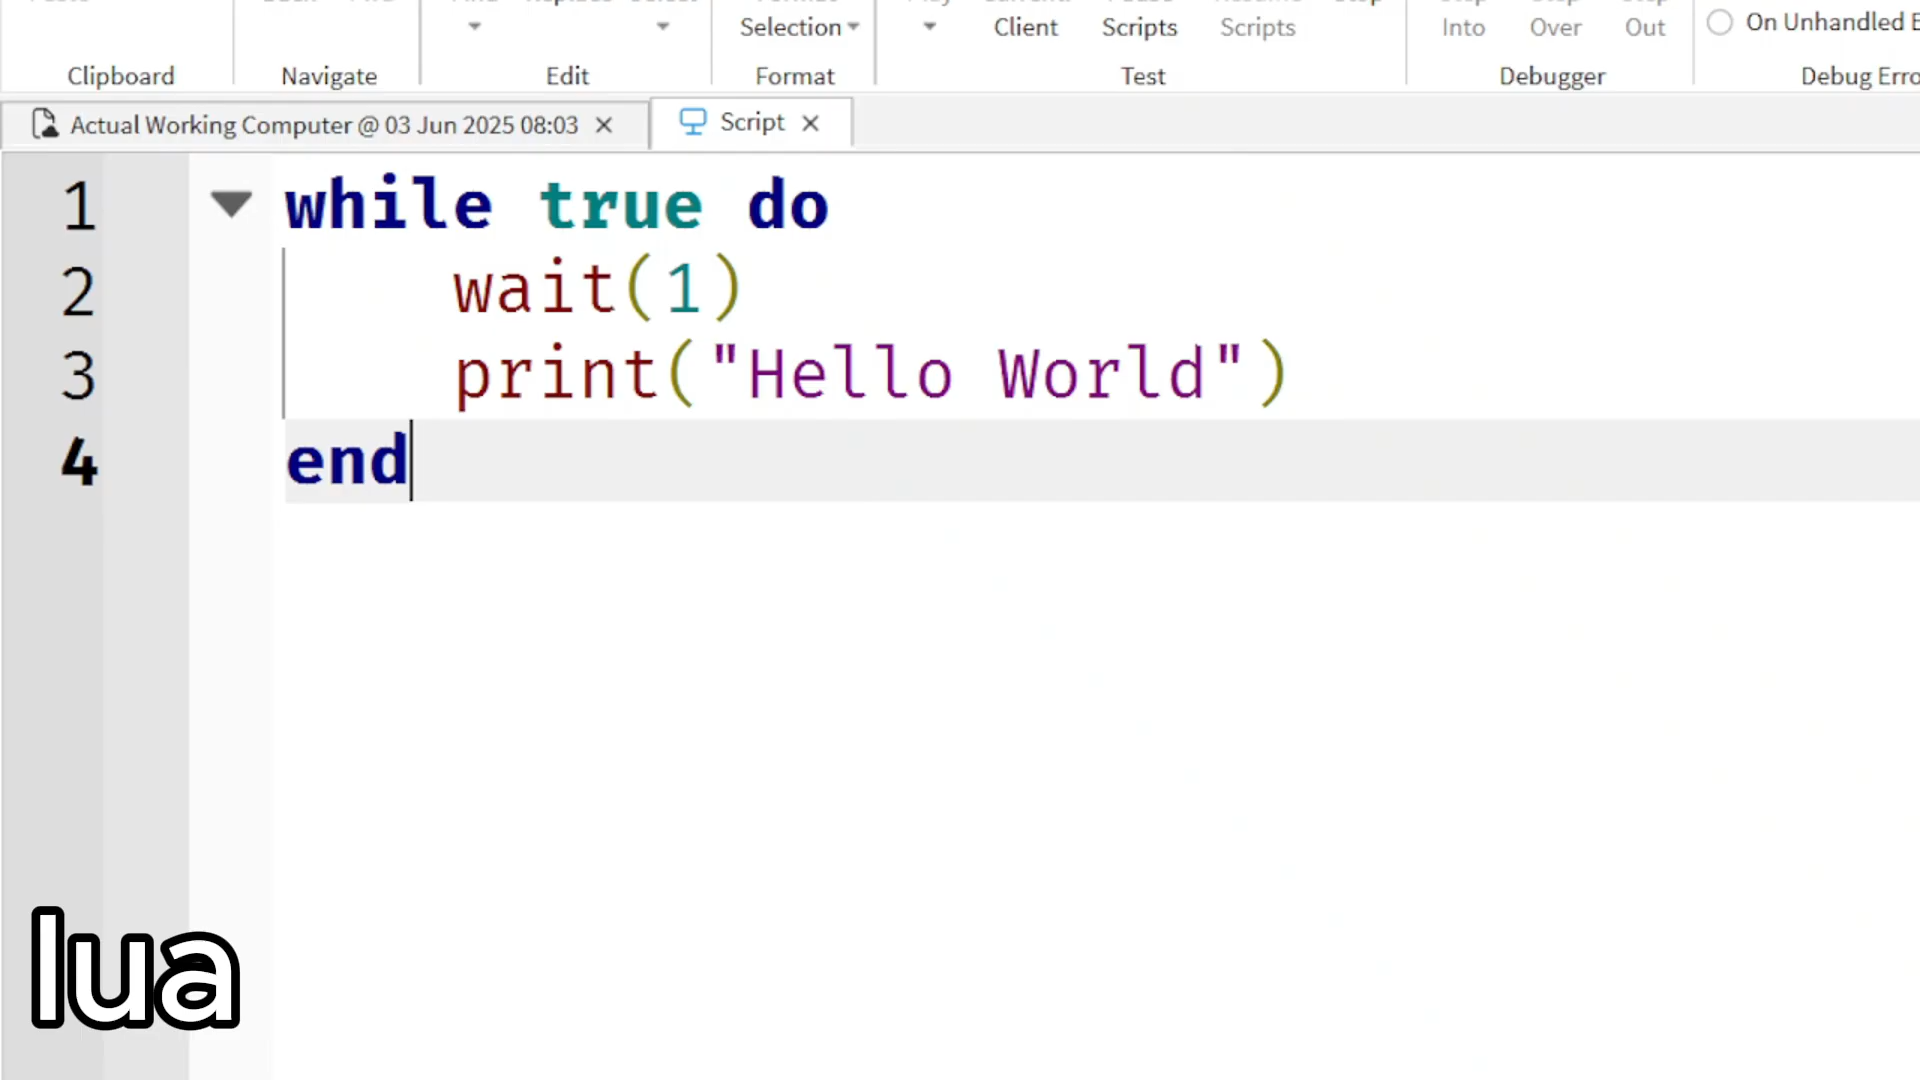 Selection
Client
Scripts
Scripts
Into
Over
Out
On Unhandled
Clipboard
Navigate
Edit
Format
Test
Debugger
Debug
Actual Working Computer @ 03 Jun 2025 08:03
Script
1 while true do
2 wait(1)
3 print("Hello World")
4 end
lua